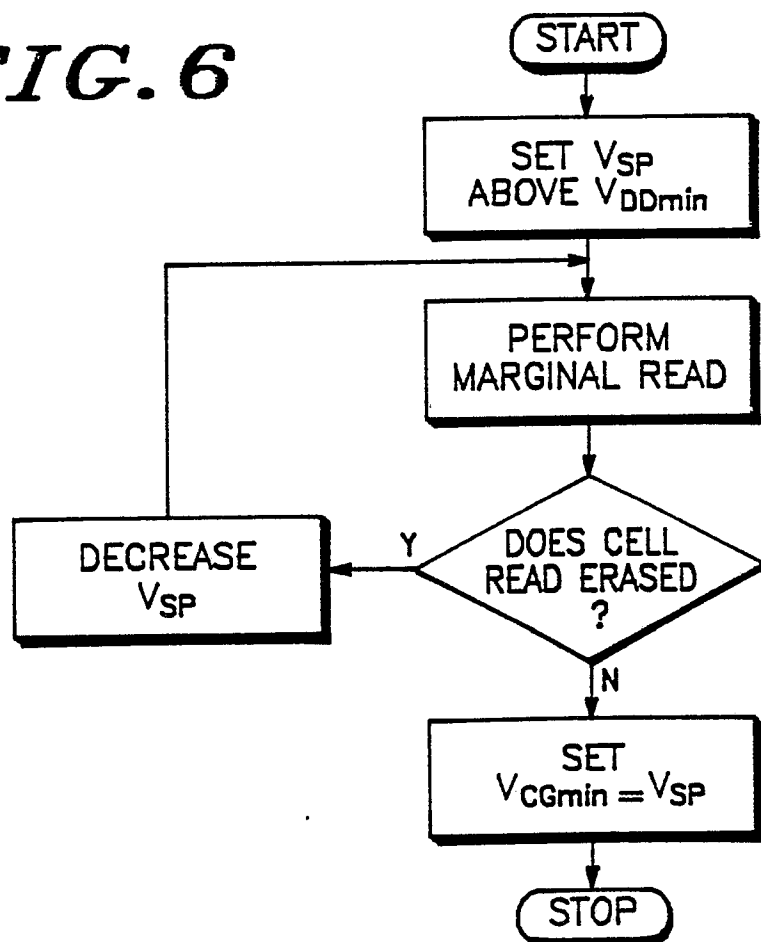 FIG. 6
START
SET VSP
ABOVE VDDmin
PERFORM
MARGINAL READ
DOES CELL
READ ERASED
?
Y
DECREASE
VSP
N
SET
VCGmin = VSP
STOP